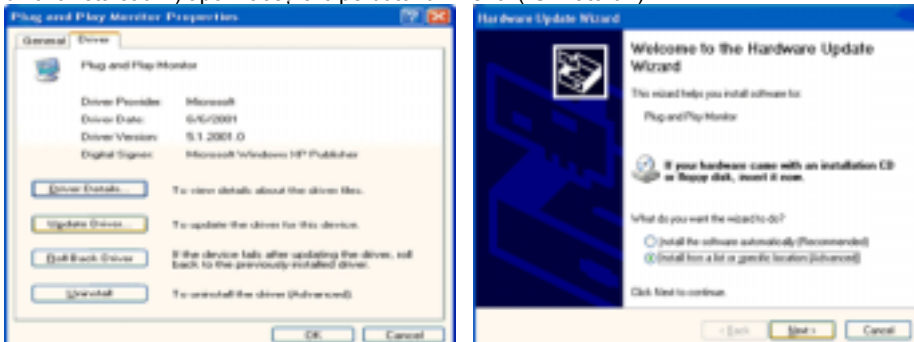 Plug and Play Monitor Properties
General Driver
Plug and Play Monitor
Driver Provider: Microsoft
Driver Date: 6/6/2001
Driver Version: 5.1.2001.0
Digital Signer: Microsoft Windows XP Publisher
Driver Details... To view details about the driver files.
Update Driver... To update the driver for this device.
Roll Back Driver If the device fails after updating the driver, roll
back to the previously installed driver.
Uninstall To uninstall the driver (Advanced).
OK Cancel
Hardware Update Wizard
Welcome to the Hardware Update
Wizard
This wizard helps you install software for:
Plug and Play Monitor
If your hardware came with an installation CD
or floppy disk, insert it now.
What do you want the wizard to do?
Install the software automatically (Recommended)
Install from a list or specific location (Advanced)
Click Next to continue.
< Back Next > Cancel